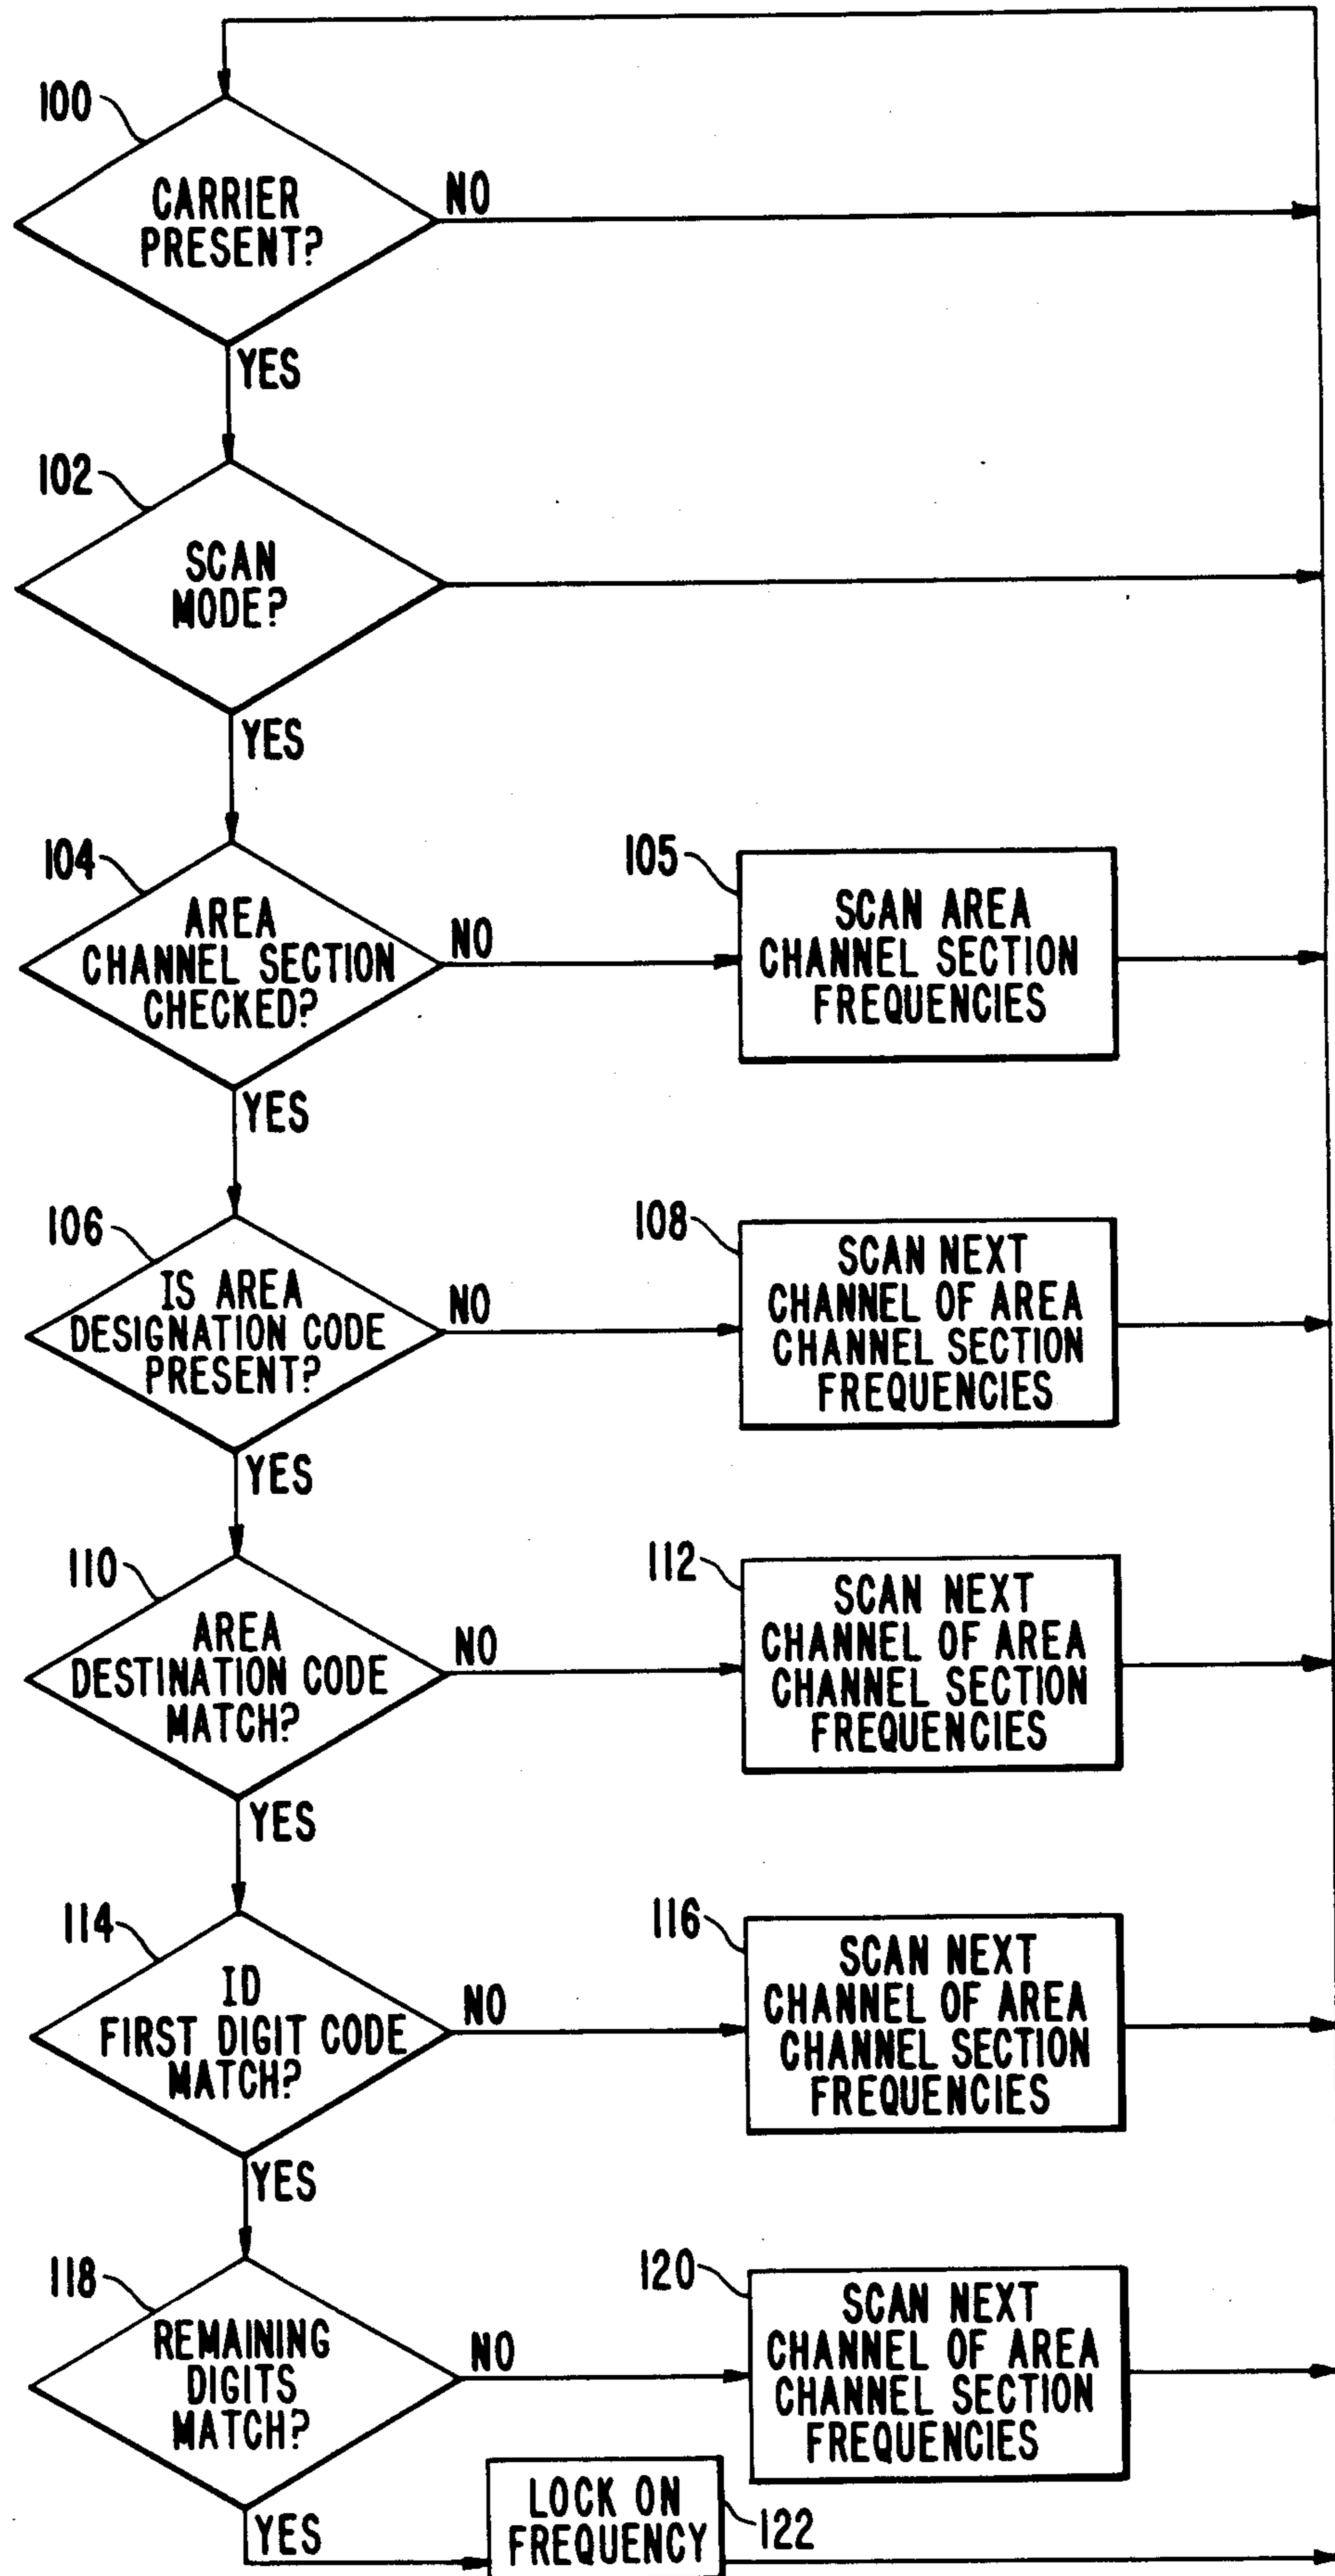 100
CARRIER
PRESENT?
NO
YES
102
SCAN
MODE?
YES
104
AREA
CHANNEL SECTION
CHECKED?
NO
105
SCAN AREA
CHANNEL SECTION
FREQUENCIES
YES
106
IS AREA
DESIGNATION CODE
PRESENT?
NO
108
SCAN NEXT
CHANNEL OF AREA
CHANNEL SECTION
FREQUENCIES
YES
110
AREA
DESTINATION CODE
MATCH?
NO
112
SCAN NEXT
CHANNEL OF AREA
CHANNEL SECTION
FREQUENCIES
YES
114
ID
FIRST DIGIT CODE
MATCH?
NO
116
SCAN NEXT
CHANNEL OF AREA
CHANNEL SECTION
FREQUENCIES
YES
118
REMAINING
DIGITS
MATCH?
NO
120
SCAN NEXT
CHANNEL OF AREA
CHANNEL SECTION
FREQUENCIES
YES
LOCK ON
FREQUENCY
122